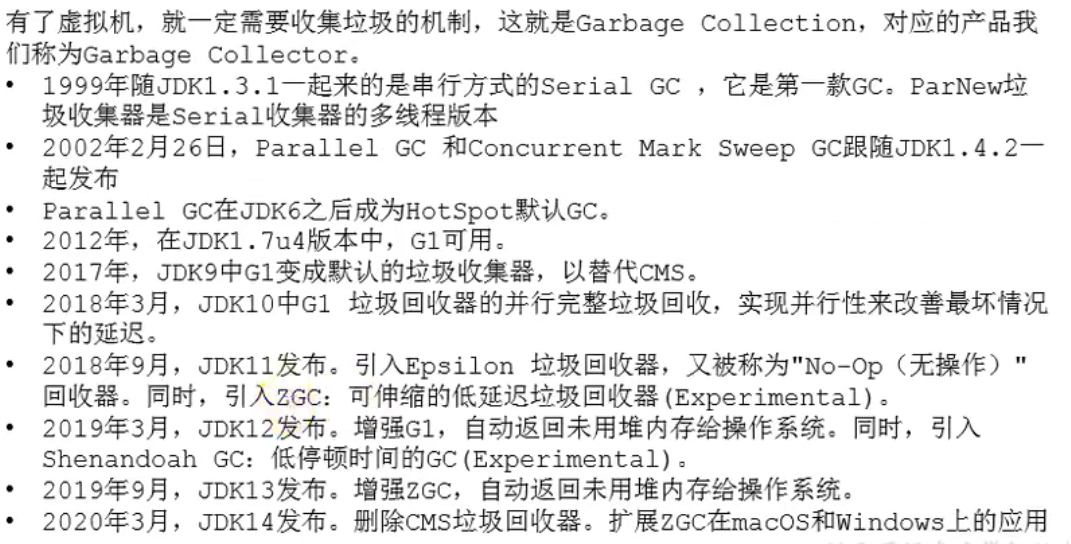 有了虚拟机，就一定需要收集垃圾的机制，这就是Garbage Collection，对应的产品我
们称为Garbage Collector。
• 1999年随JDK1.3.1一起来的是串行方式的Serial GC ，它是第一款GC。ParNew垃
圾收集器是Serial收集器的多线程版本
• 2002年2月26日，Parallel GC 和Concurrent Mark Sweep GC跟随JDK1.4.2一
起发布
• Parallel GC在JDK6之后成为HotSpot默认GC。
• 2012年，在JDK1.7u4版本中，G1可用。
• 2017年，JDK9中G1变成默认的垃圾收集器，以替代CMS。
• 2018年3月，JDK10中G1 垃圾回收器的并行完整垃圾回收，实现并行性来改善最坏情况
下的延迟。
• 2018年9月，JDK11发布。引入Epsilon 垃圾回收器，又被称为"No-Op（无操作）"
回收器。同时，引入ZGC：可伸缩的低延迟垃圾回收器(Experimental)。
• 2019年3月，JDK12发布。增强G1，自动返回未用堆内存给操作系统。同时，引入
Shenandoah GC：低停顿时间的GC(Experimental)。
• 2019年9月，JDK13发布。增强ZGC，自动返回未用堆内存给操作系统。
• 2020年3月，JDK14发布。删除CMS垃圾回收器。扩展ZGC在macOS和Windows上的应用